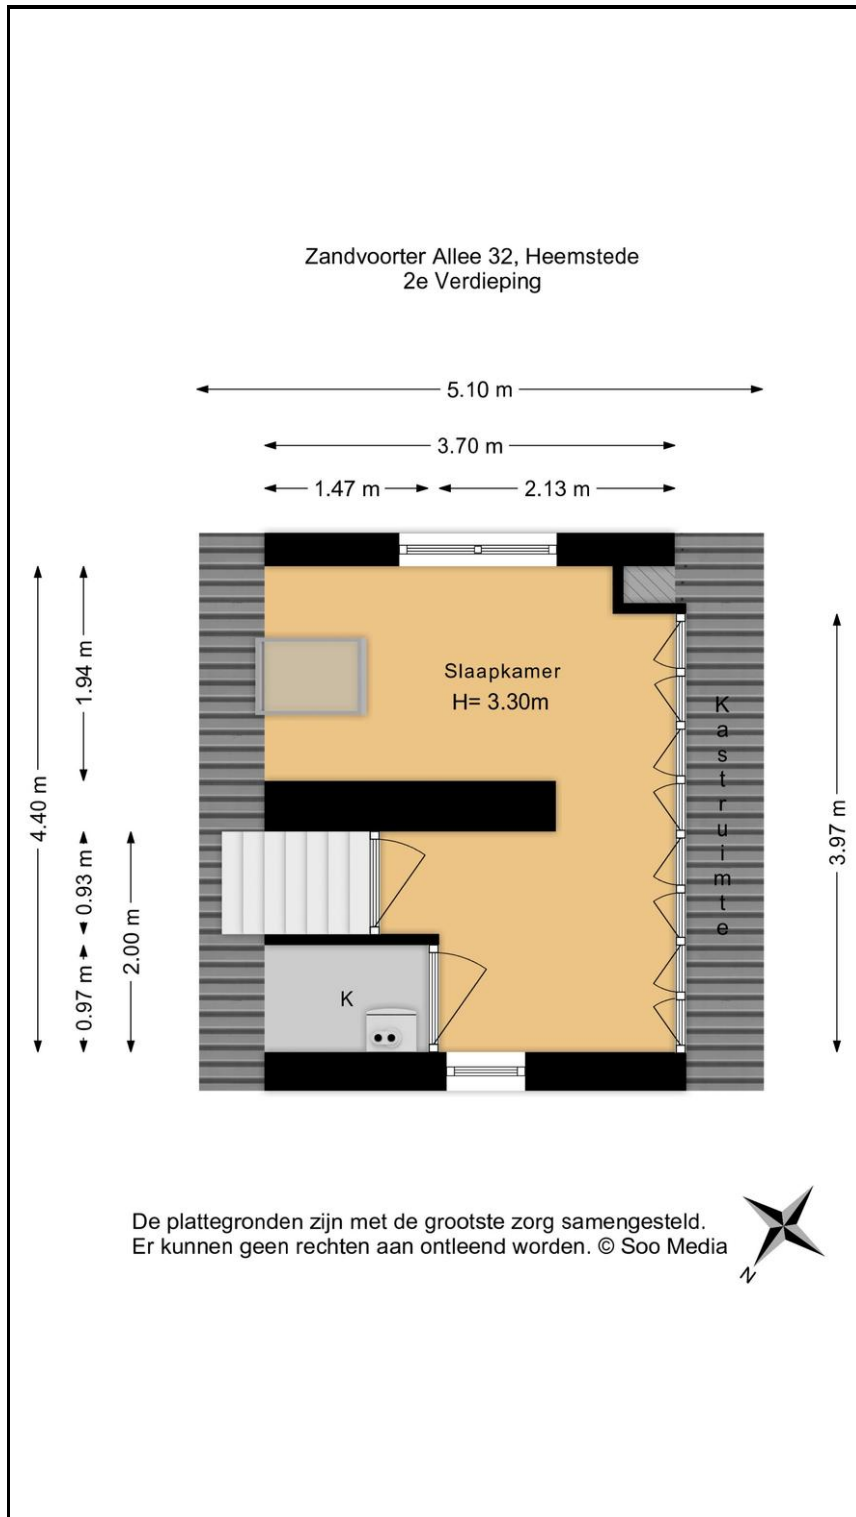 Zandvoorter Allee 32, Heemstede
2e Verdieping
5.10 m
3.70 m
1.47 m
2.13 m
4.40 m
1.94 m
0.93 m
0.97 m
2.00 m
3.97 m
Slaapkamer
H= 3.30m
Kastruimte
K
De plattegronden zijn met de grootste zorg samengesteld.
Er kunnen geen rechten aan ontleend worden. © Soo Media
N